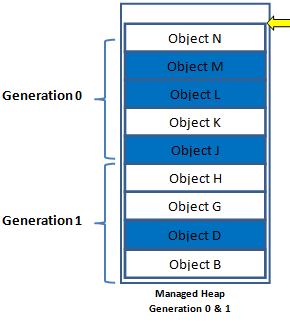 Object N
Object M
Generation 0
Object L
Object K
Object J
Object H
Generation 1
Object G
Object D
Object B
Managed Heap
Generation 0 & 1